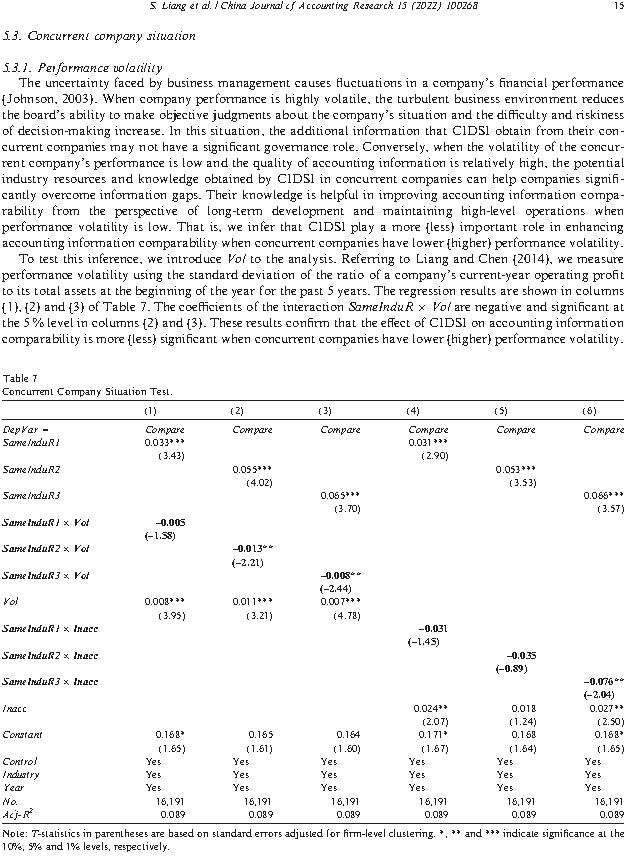 S. Liang et al. / China Journal of Accounting Research 15 (2022) 100268 15
5.3. Concurrent company situation
5.3.1. Performance volatility
The uncertainty faced by business management causes fluctuations in a company's financial performance
(Johnson, 2003). When company performance is highly volatile, the turbulent business environment reduces
the board's ability to make objective judgments about the company's situation and the difficulty and riskiness
of decision-making increase. In this situation, the additional information that CIDSI obtain from their con-
current companies may not have a significant governance role. Conversely, when the volatility of the concur-
rent company's performance is low and the quality of accounting information is relatively high, the potential
industry resources and knowledge obtained by CIDSI in concurrent companies can help companies signifi-
cantly overcome information gaps. Their knowledge is helpful in improving accounting information compa-
rability from the perspective of long-term development and maintaining high-level operations when
performance volatility is low. That is, we infer that CIDSI play a more (less) important role in enhancing
accounting information comparability when concurrent companies have lower (higher) performance volatility.
To test this inference, we introduce Vol to the analysis. Referring to Liang and Chen (2014), we measure
performance volatility using the standard deviation of the ratio of a company's current-year operating profit
to its total assets at the beginning of the year for the past 5 years. The regression results are shown in columns
(1), (2) and (3) of Table 7. The coefficients of the interaction SameInduR × Vol are negative and significant at
the 5 % level in columns (2) and (3). These results confirm that the effect of CIDSI on accounting information
comparability is more (less) significant when concurrent companies have lower (higher) performance volatility.
Table 7
Concurrent Company Situation Test.
(1) (2) (3) (4) (5) (6)
DepVar = Compare Compare Compare Compare Compare Compare
SameInduR1 0.033*** 0.031***
(3.43) (2.90)
SameInduR2 0.055*** 0.053***
(4.02) (3.53)
SameInduR3 0.065*** 0.066***
(3.70) (3.57)
SameInduR1 × Vol −0.005
(−1.58)
SameInduR2 × Vol −0.013**
(−2.21)
SameInduR3 × Vol −0.008**
(−2.44)
Vol 0.008*** 0.011*** 0.007***
(3.95) (3.21) (4.78)
SameInduR1 × Inacc −0.031
(−1.45)
SameInduR2 × Inacc −0.035
(−0.89)
SameInduR3 × Inacc −0.076**
(−2.04)
Inacc 0.024** 0.018 0.027**
(2.07) (1.24) (2.50)
Constant 0.168* 0.165 0.164 0.171* 0.168 0.168*
(1.65) (1.61) (1.60) (1.67) (1.64) (1.65)
Control Yes Yes Yes Yes Yes Yes
Industry Yes Yes Yes Yes Yes Yes
Year Yes Yes Yes Yes Yes Yes
No. 16,191 16,191 16,191 16,191 16,191 16,191
Adj-R² 0.089 0.089 0.089 0.089 0.089 0.089
Note: T-statistics in parentheses are based on standard errors adjusted for firm-level clustering. *, ** and *** indicate significance at the
10%, 5% and 1% levels, respectively.